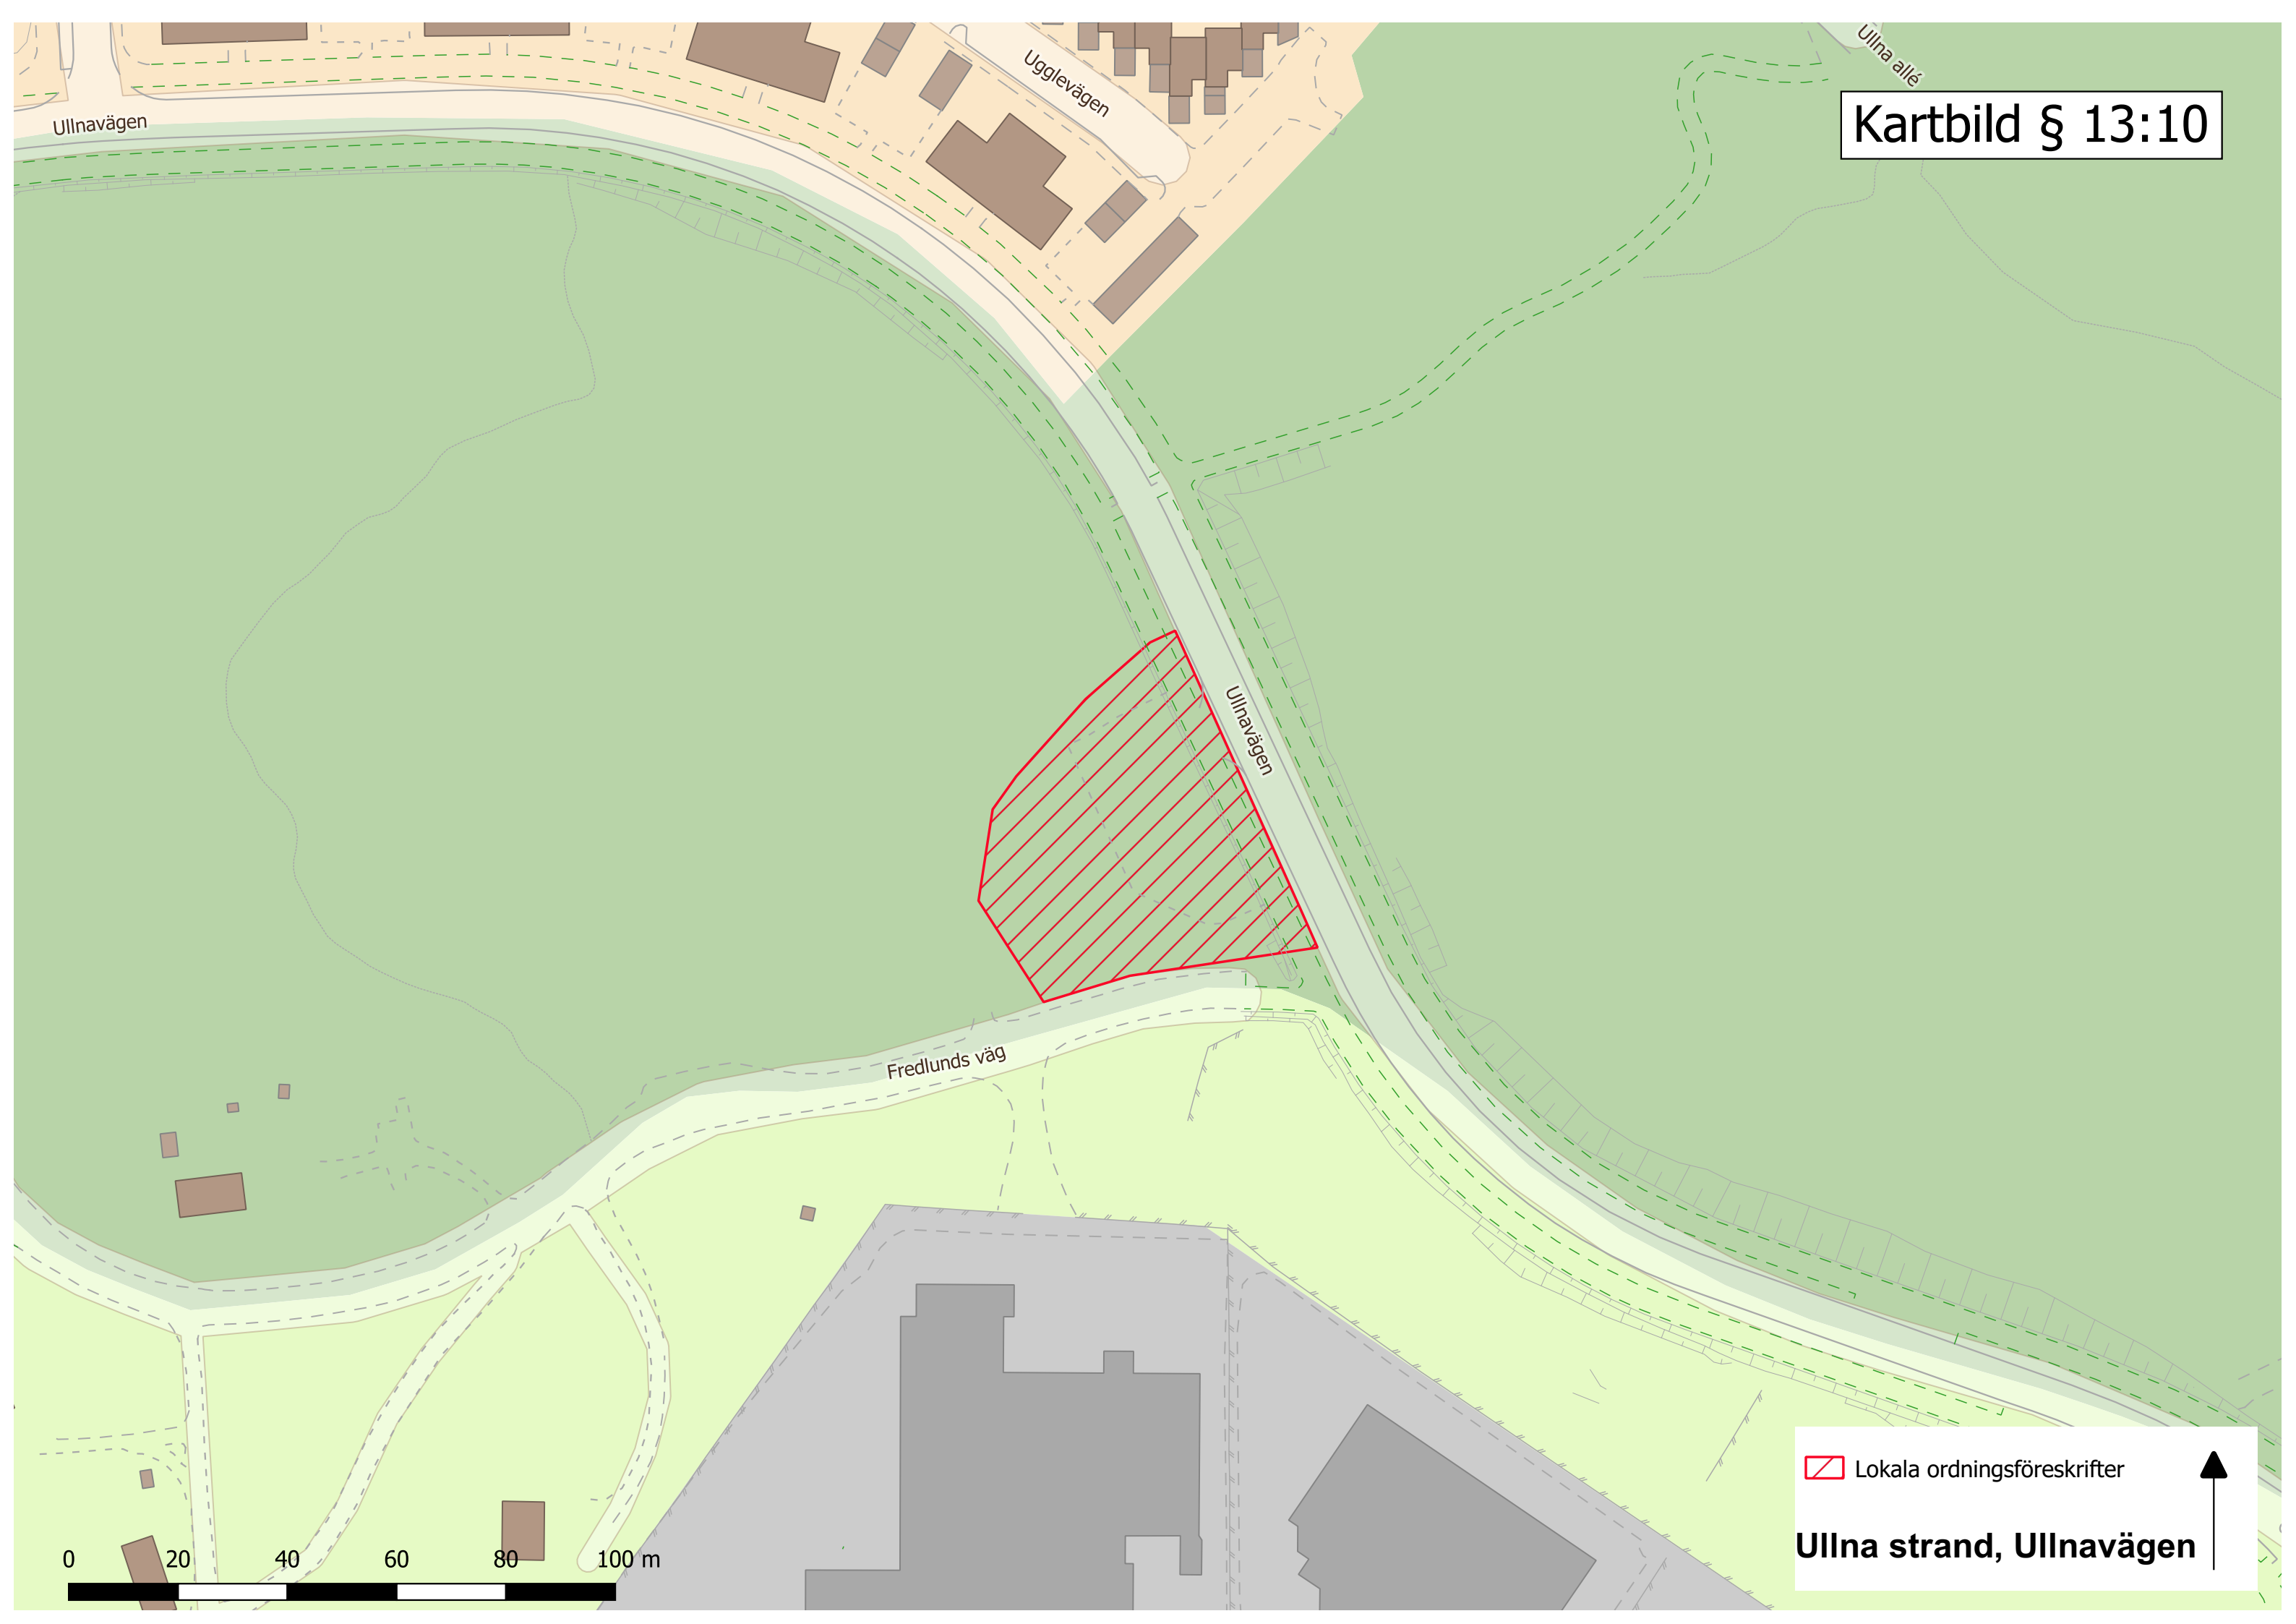 Ullna allé
Ugglevägen
Kartbild § 13:10
Ullnavägen
Ullnavägen
Fredlunds väg
Lokala ordningsföreskrifter
Ullna strand, Ullnavägen
0 20 40 60 80 100 m